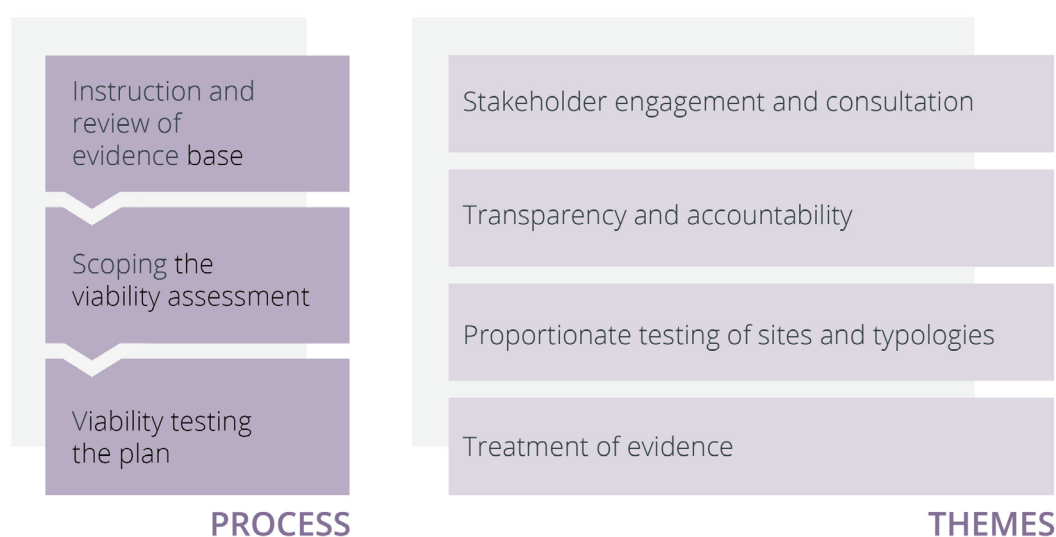 Instruction and
review of
evidence base
Scoping the
viability assessment
Viability testing
the plan
PROCESS
Stakeholder engagement and consultation
Transparency and accountability
Proportionate testing of sites and typologies
Treatment of evidence
THEMES